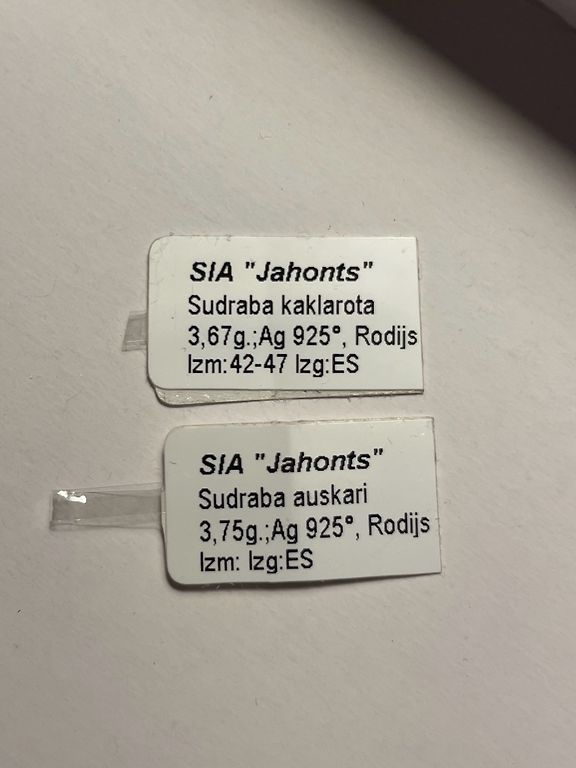 SIA "Jahonts"
Sudraba kaklarota
3,67g.;Ag 925°, Rodijs
Izm:42-47 Izg:ES
SIA "Jahonts"
Sudraba auskari
3,75g.;Ag 925°, Rodijs
Izm: Izg:ES